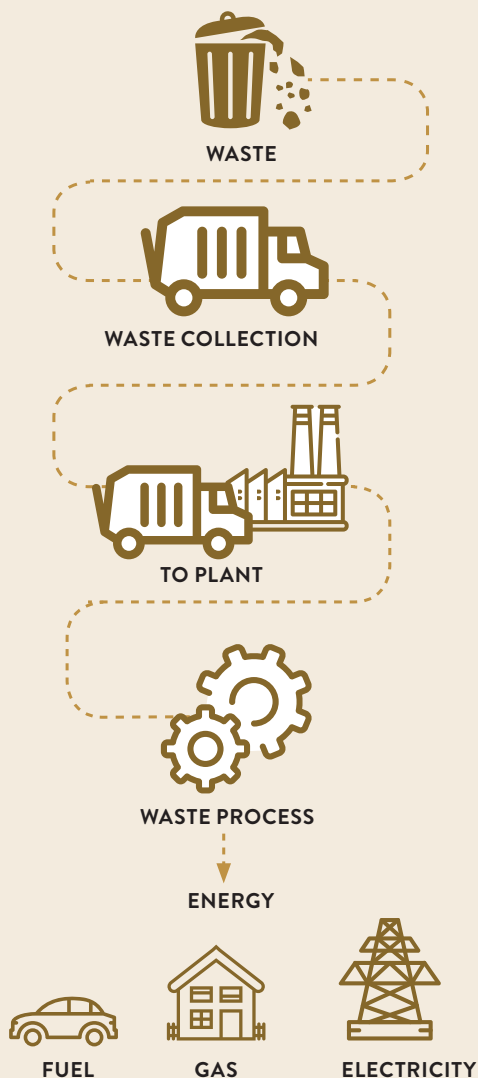 WASTE
WASTE COLLECTION
TO PLANT
WASTE PROCESS
ENERGY
FUEL
GAS
ELECTRICITY